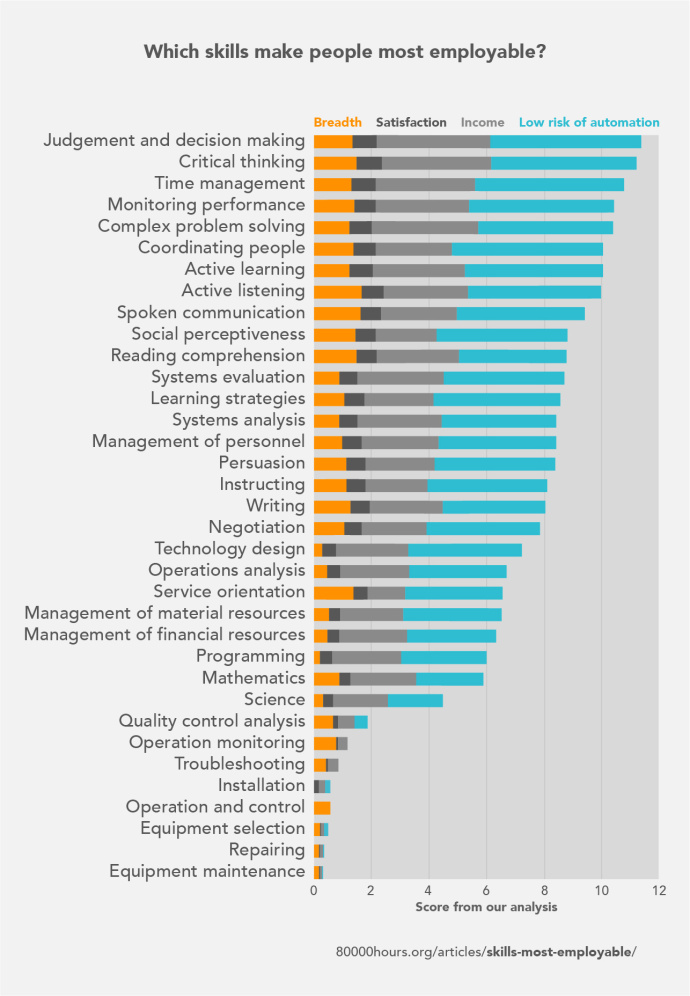 Which skills make people most employable?
Breadth Satisfaction Income Low risk of automation
Judgement and decision making
Critical thinking
Time management
Monitoring performance
Complex problem solving
Coordinating people
Active learning
Active listening
Spoken communication
Social perceptiveness
Reading comprehension
Systems evaluation
Learning strategies
Systems analysis
Management of personnel
Persuasion
Instructing
Writing
Negotiation
Technology design
Operations analysis
Service orientation
Management of material resources
Management of financial resources
Programming
Mathematics
Science
Quality control analysis
Operation monitoring
Troubleshooting
Installation
Operation and control
Equipment selection
Repairing
Equipment maintenance
0 2 4 6 8 10 12
Score from our analysis
80000hours.org/articles/skills-most-employable/